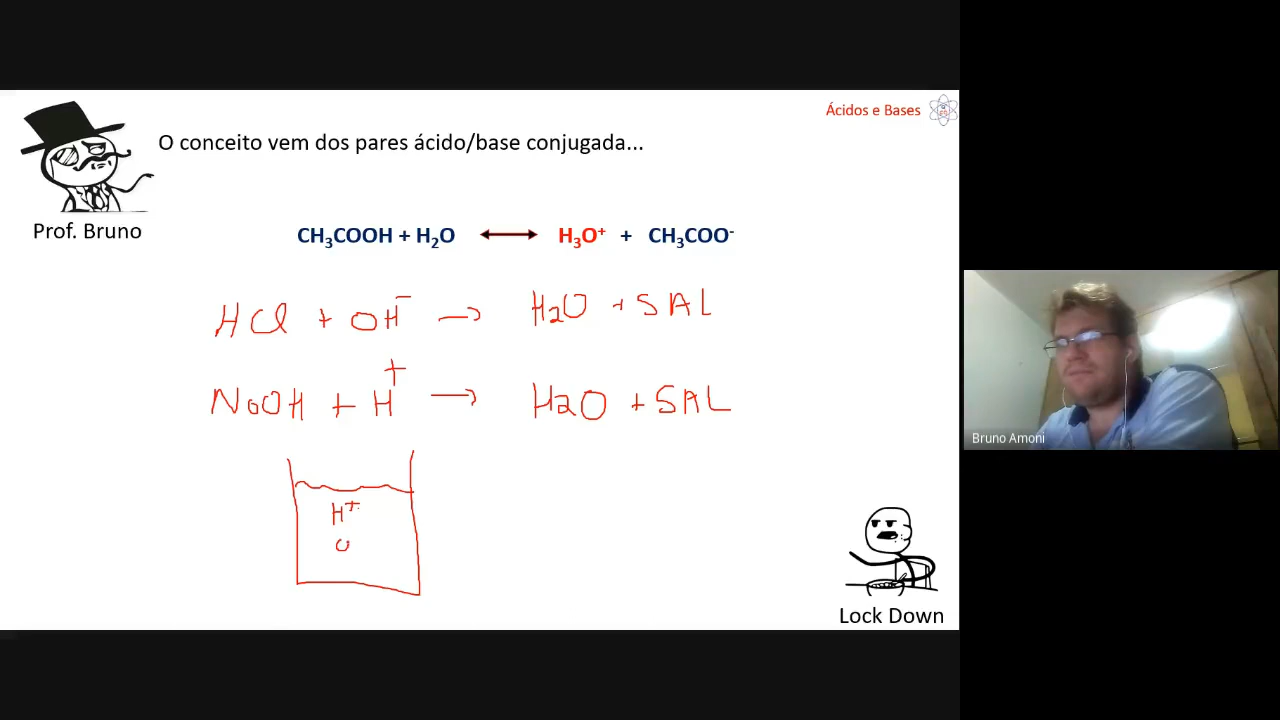 Ácidos e Bases
O conceito vem dos pares ácido/base conjugada...
Prof. Bruno
CH₃COOH + H₂O ⟷ H₃O⁺ + CH₃COO⁻
HCl + OH⁻ → H₂O + SAL
NaOH + H⁺ → H2O + SAL
H⁺
O
Bruno Amoni
Lock Down